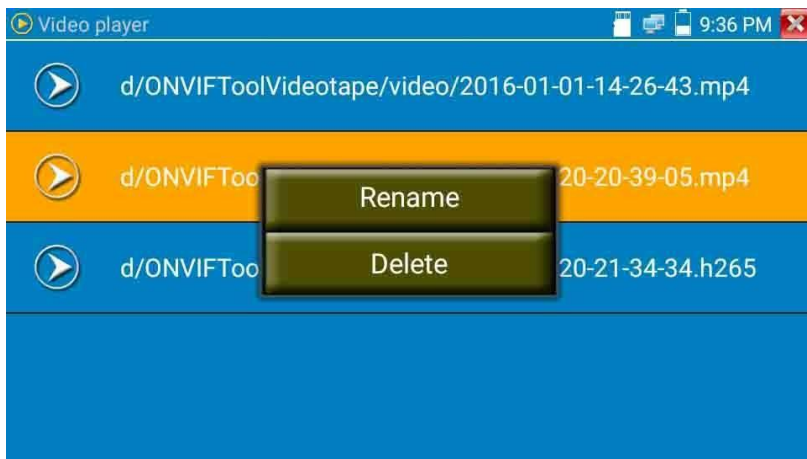 Video player 9:36 PM
d/ONVIFToolVideotape/video/2016-01-01-14-26-43.mp4
d/ONVIFToo 20-20-39-05.mp4
Rename
Delete
d/ONVIFToo 20-21-34-34.h265